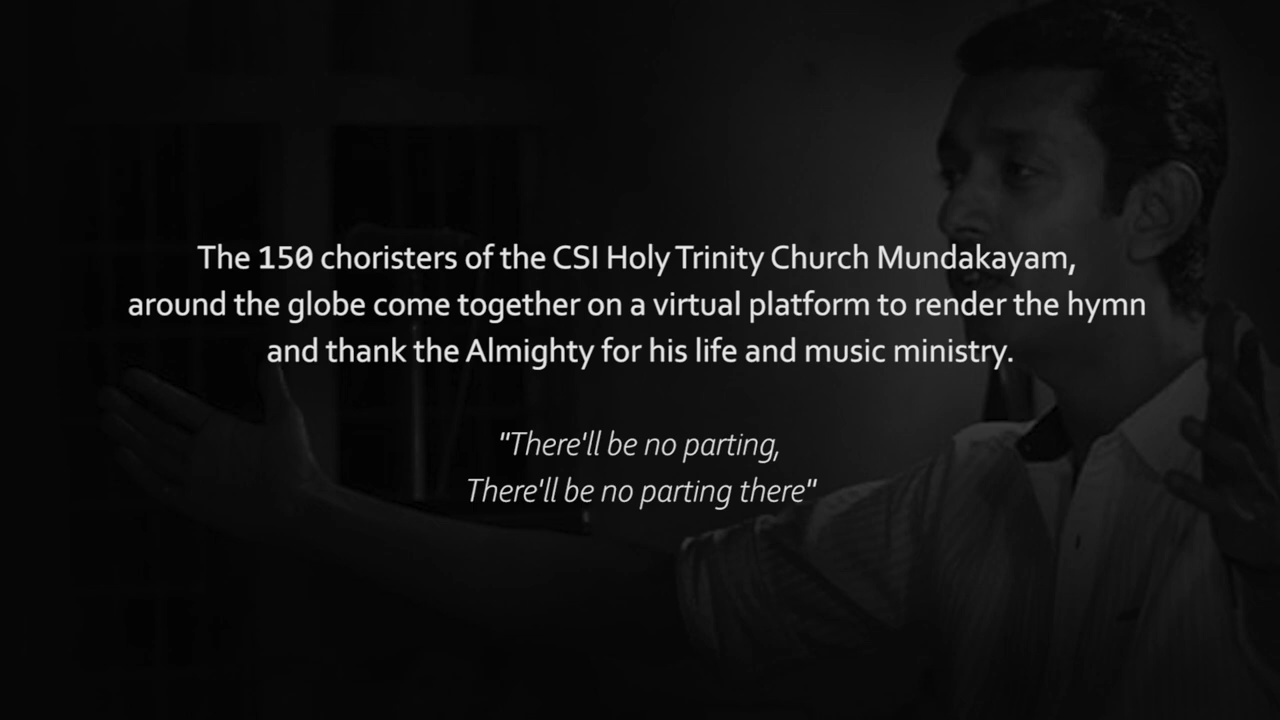 The 150 choristers of the CSI Holy Trinity Church Mundakayam,
around the globe come together on a virtual platform to render the hymn
and thank the Almighty for his life and music ministry.
"There'll be no parting,
There'll be no parting there"